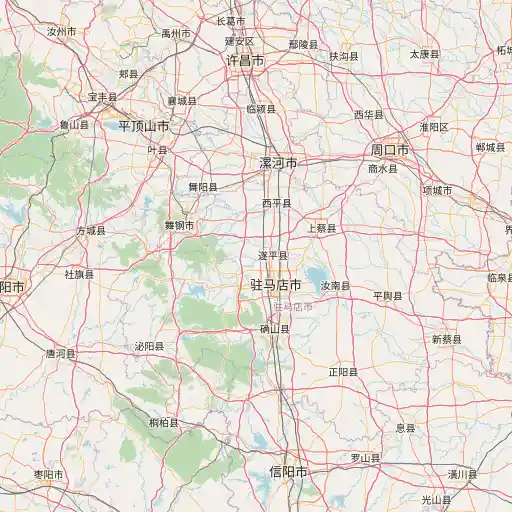 长葛市
汝州市
禹州市
建安区
鄢陵县
扶沟县
太康县
许昌市
郏县
宝丰县
襄城县
临颍县
西华县
鲁山县
平顶山市
淮阳区
叶县
周口市
郸城县
漯河市
商水县
舞阳县
项城市
西平县
舞钢市
方城县
上蔡县
遂平县
社旗县
临泉县
阳市
驻马店市
汝南县
平舆县
驻马店市
确山县
新蔡县
泌阳县
唐河县
正阳县
桐柏县
息县
罗山县
枣阳市
信阳市
潢川县
光山县